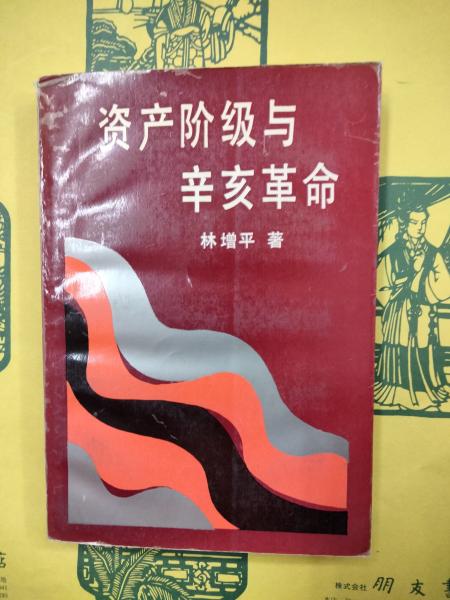 资产阶级与
辛亥革命
林增平 著
株式会社 朋友